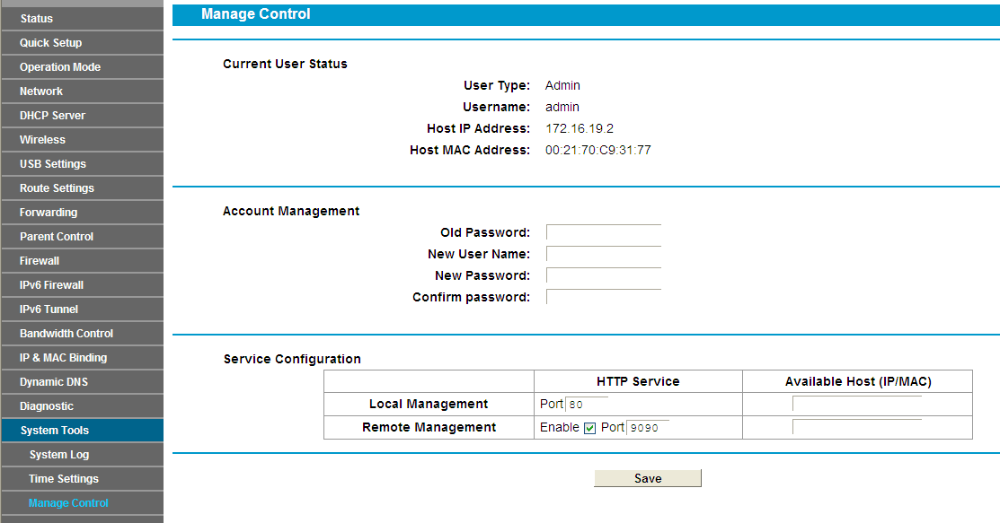 Status
Quick Setup
Operation Mode
Network
DHCP Server
Wireless
USB Settings
Route Settings
Forwarding
Parent Control
Firewall
IPv6 Firewall
IPv6 Tunnel
Bandwidth Control
IP & MAC Binding
Dynamic DNS
Diagnostic
System Tools
System Log
Time Settings
Manage Control
Manage Control
Current User Status
User Type: Admin
Username: admin
Host IP Address: 172.16.19.2
Host MAC Address: 00:21:70:C9:31:77
Account Management
Old Password:
New User Name:
New Password:
Confirm password:
Service Configuration
HTTP Service Available Host (IP/MAC)
Local Management Port 80
Remote Management Enable Port 9090
Save